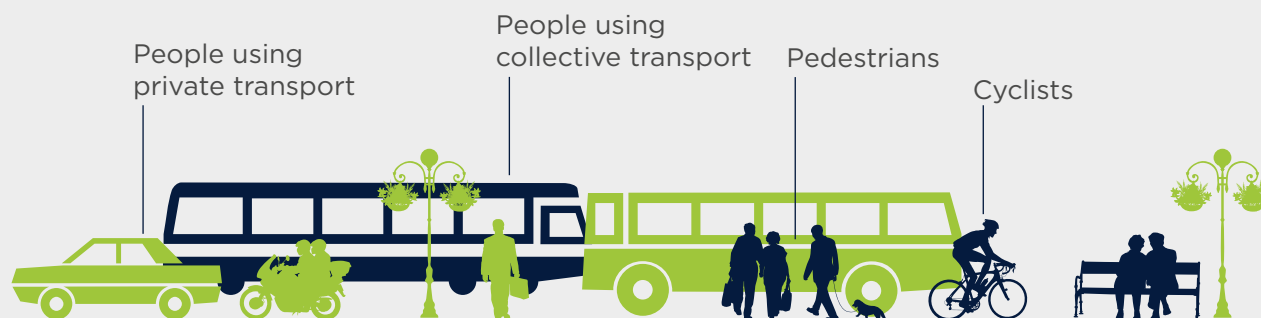 People using
private transport
People using
collective transport
Pedestrians
Cyclists